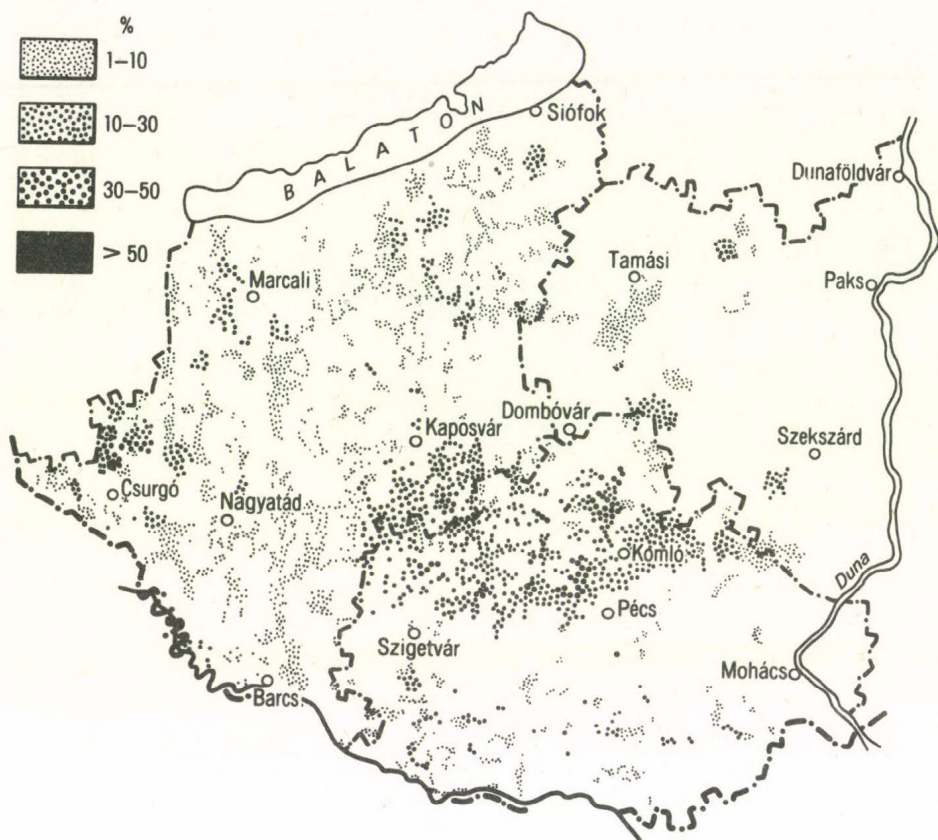 %
1–10
10–30
30–50
> 50
BALATON
Siófok
Dunaföldvár
Tamási
Paks
Marcali
Dombóvár
Kaposvár
Szekszárd
Csurgó
Nagyatád
Komló
Duna
Pécs
Szigetvár
Mohács
Barcs